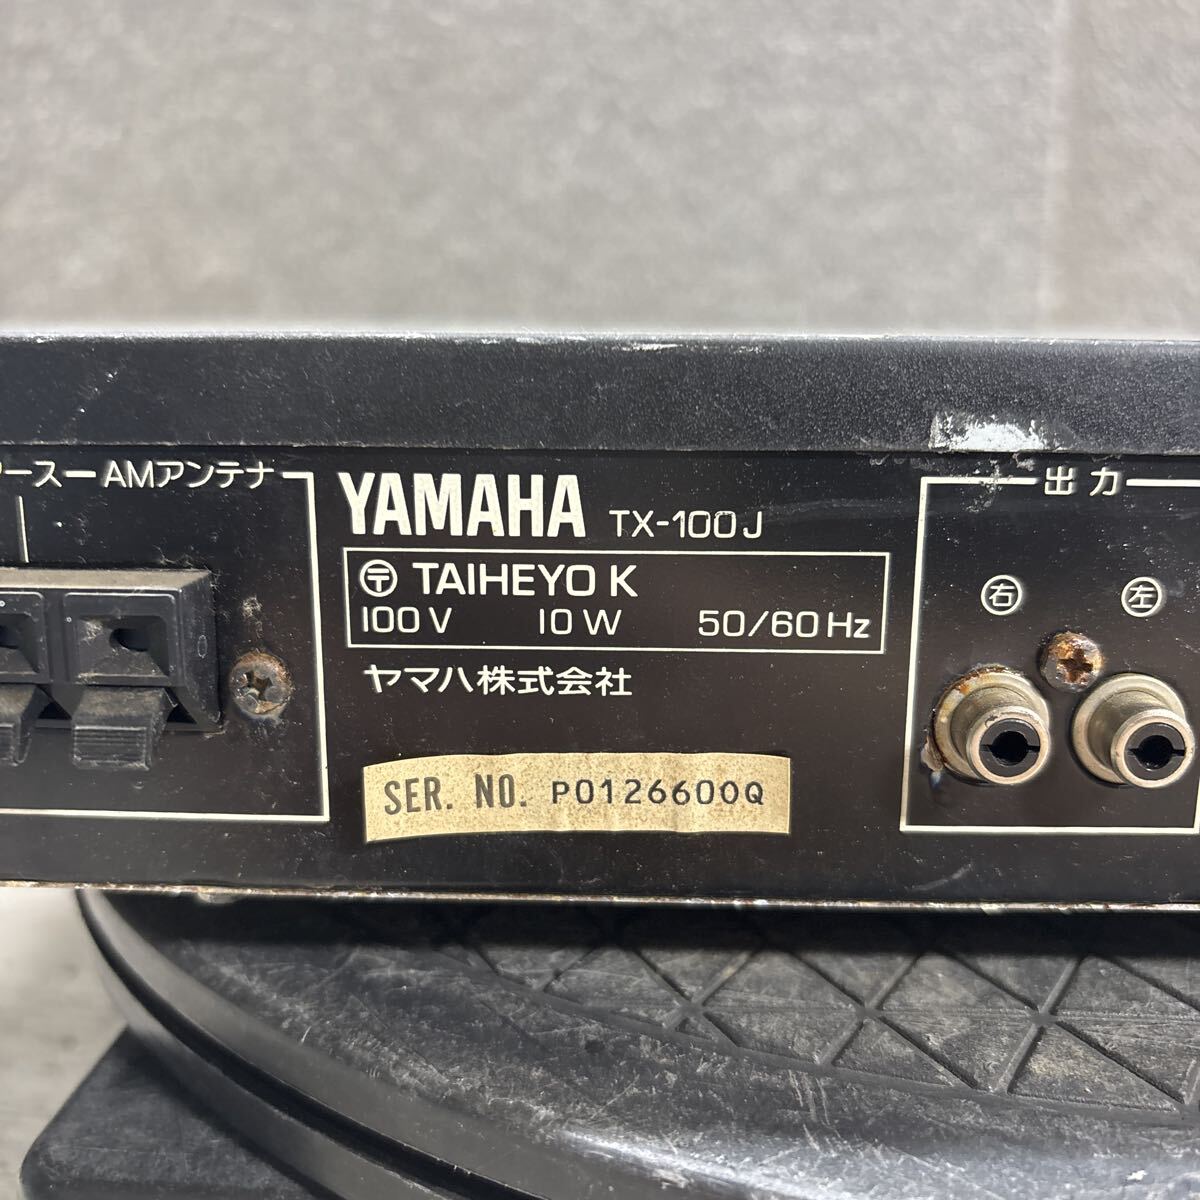 アース
AMアンテナ
YAMAHA TX-100J
〒 TAIHEYO K
100V 10W 50/60Hz
ヤマハ株式会社
SER. NO. P0126600Q
出力
右 左